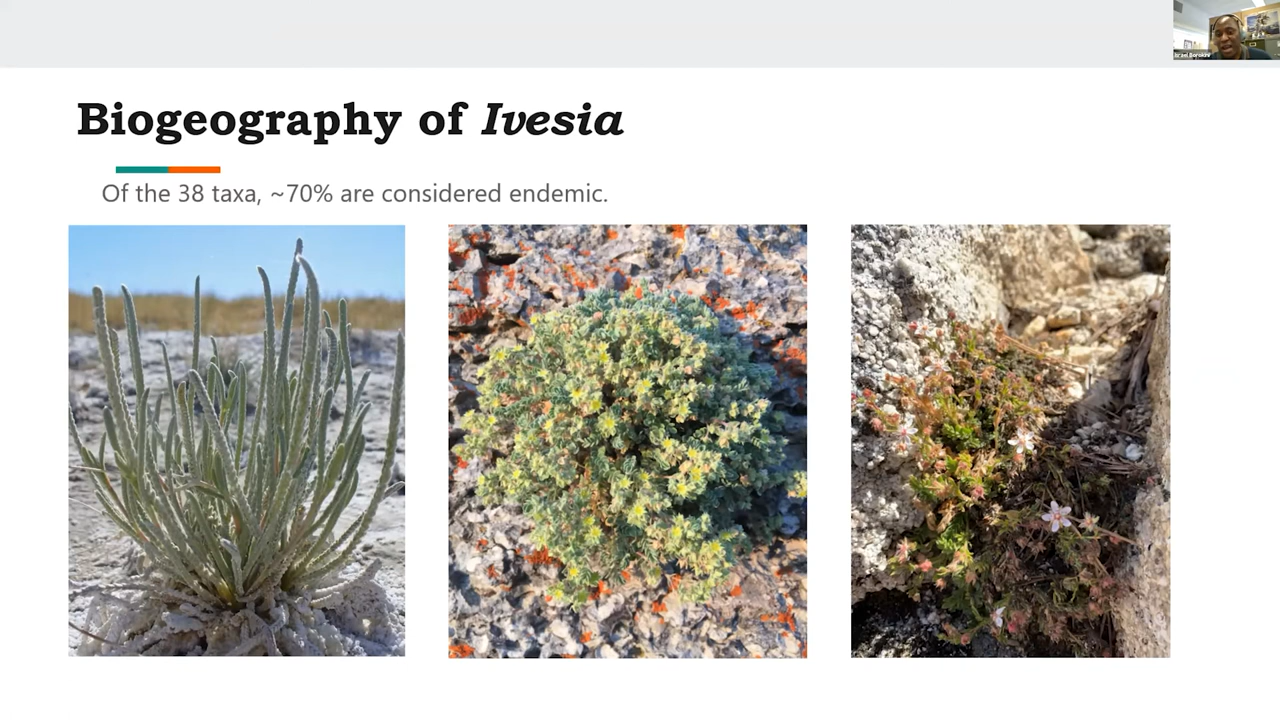 Biogeography of Ivesia
Of the 38 taxa, ~70% are considered endemic.